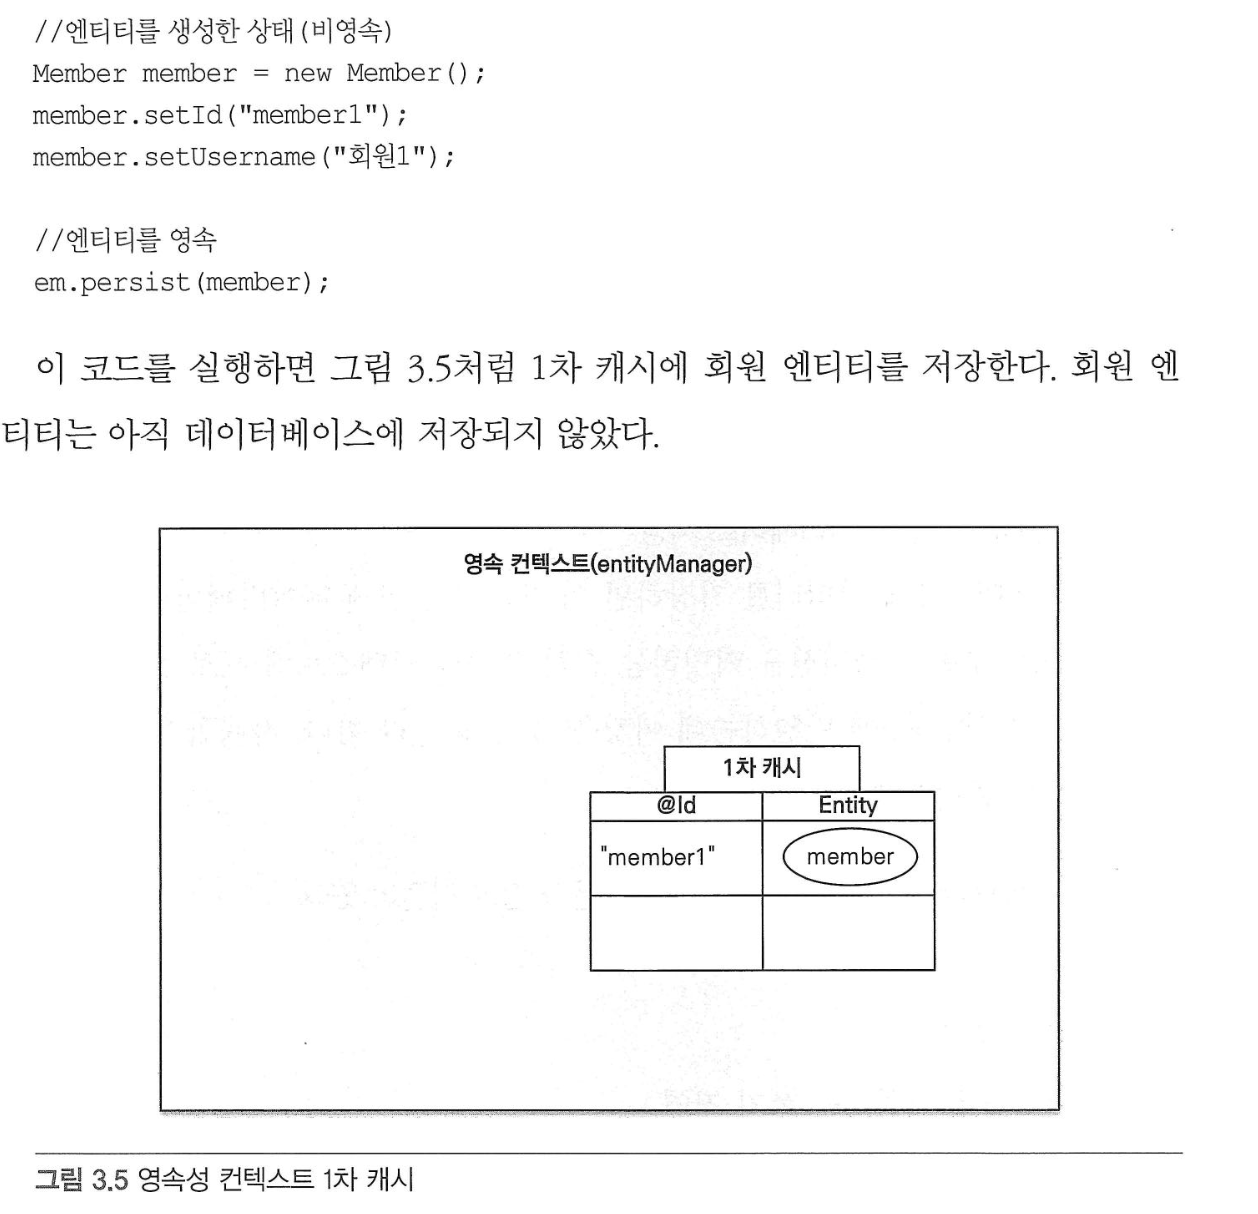 //엔티티를 생성한 상태(비영속)
Member member = new Member();
member.setId("member1");
member.setUsername("회원1");
//엔티티를 영속
em.persist(member);
이 코드를 실행하면 그림 3.5처럼 1차 캐시에 회원 엔티티를 저장한다. 회원 엔
티티는 아직 데이터베이스에 저장되지 않았다.
영속 컨텍스트(entityManager)
1차 캐시
@Id Entity
"member1" member
그림 3.5 영속성 컨텍스트 1차 캐시